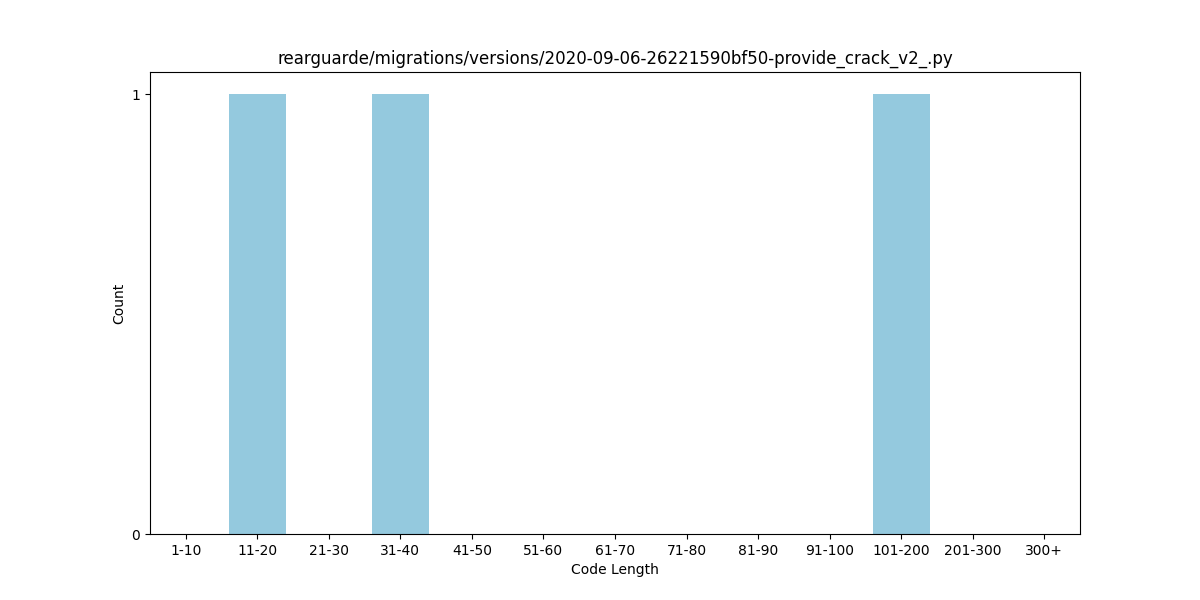 rearguarde/migrations/versions/2020-09-06-26221590bf50-provide_crack_v2_.py
1
Count
0
1-10 11-20 21-30 31-40 41-50 51-60 61-70 71-80 81-90 91-100 101-200 201-300 300+
Code Length